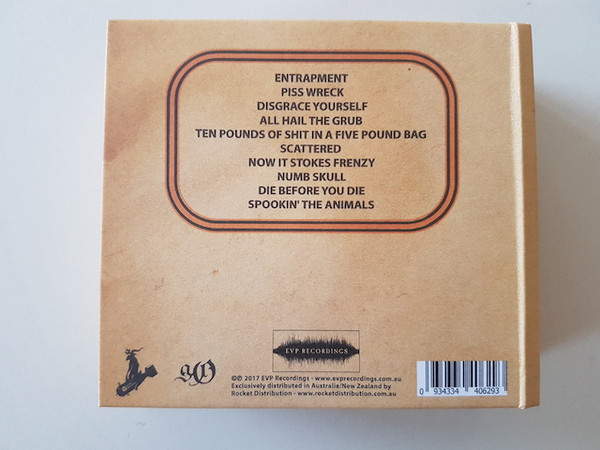 ENTRAPMENT
PISS WRECK
DISGRACE YOURSELF
ALL HAIL THE GRUB
TEN POUNDS OF SHIT IN A FIVE POUND BAG
SCATTERED
NOW IT STOKES FRENZY
NUMB SKULL
DIE BEFORE YOU DIE
SPOOKIN' THE ANIMALS
EVP RECORDINGS
©℗ 2017 EVP Recordings - www.evprecordings.com.au
Exclusively distributed in Australia/New Zealand by
Rocket Distribution - www.rocketdistribution.com.au
0 934334 406293